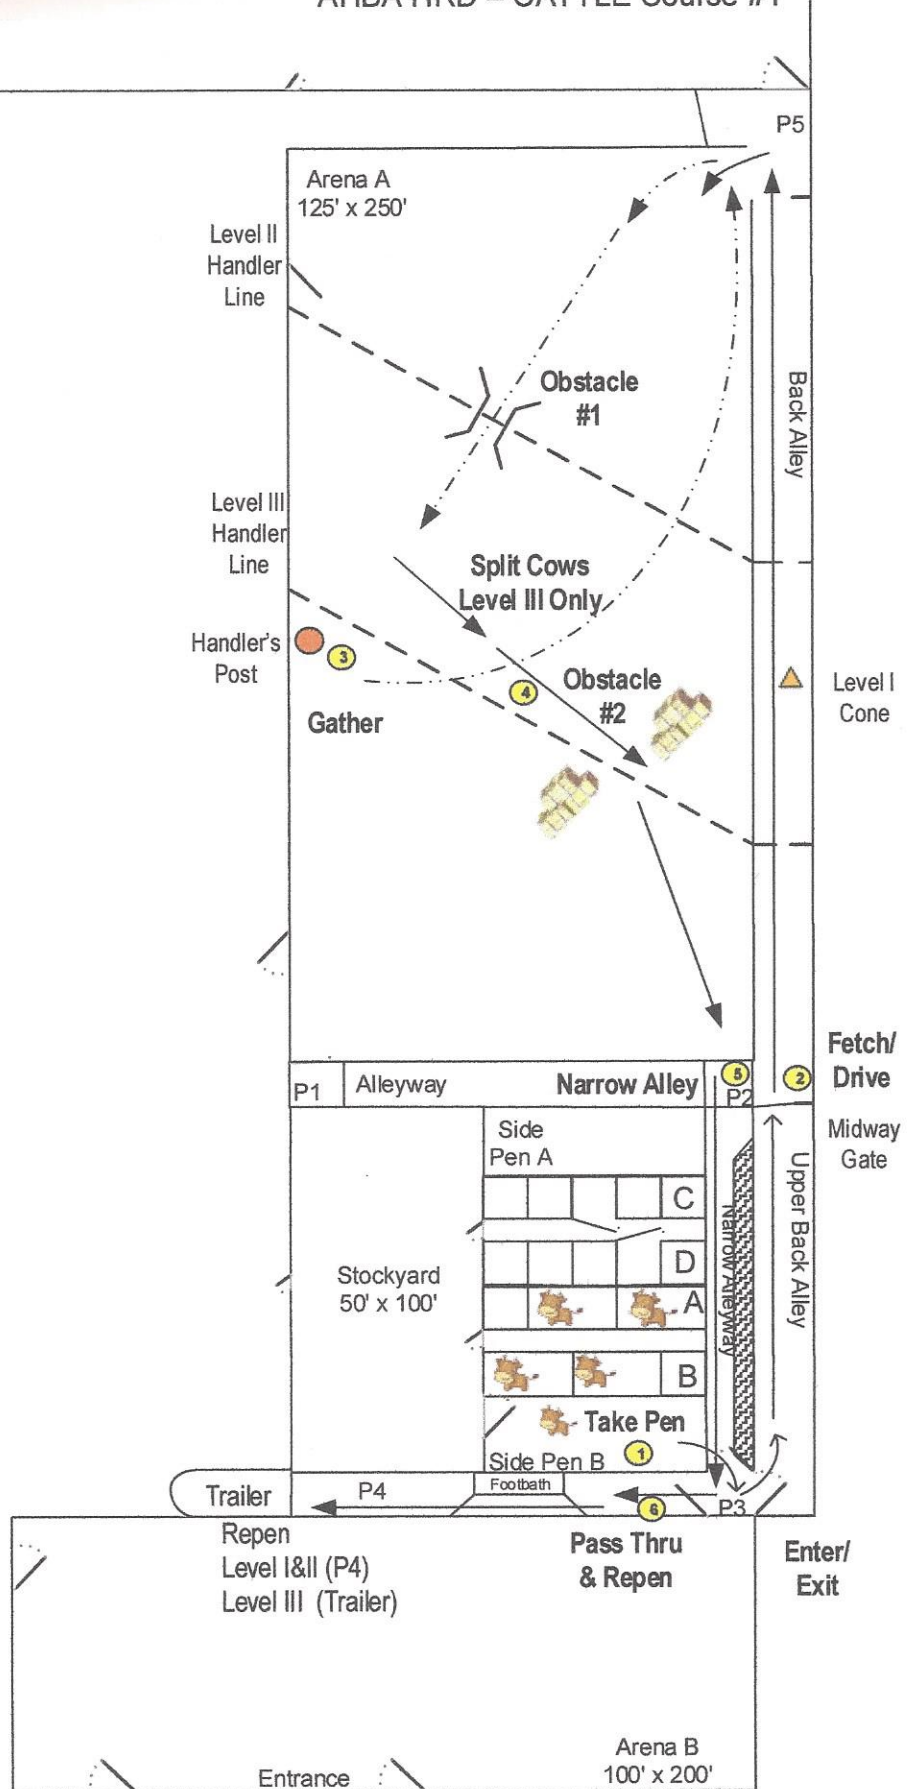 AHBA HRD – CATTLE Course #1
P5
Arena A
125' x 250'
Level II
Handler
Line
Obstacle
#1
Back Alley
Level III
Handler
Line
Split Cows
Level III Only
Handler's
Post
3
Gather
4
Obstacle
#2
Level I
Cone
Fetch/
Drive
P1
Alleyway
Narrow Alley
5
P2
2
Midway
Gate
Side
Pen A
C
D
A
B
Narrow Alleyway
Upper Back Alley
Stockyard
50' x 100'
Take Pen
1
Side Pen B
Trailer
P4
Footbath
6
P3
Repen
Level I&II (P4)
Level III (Trailer)
Pass Thru
& Repen
Enter/
Exit
Arena B
100' x 200'
Entrance